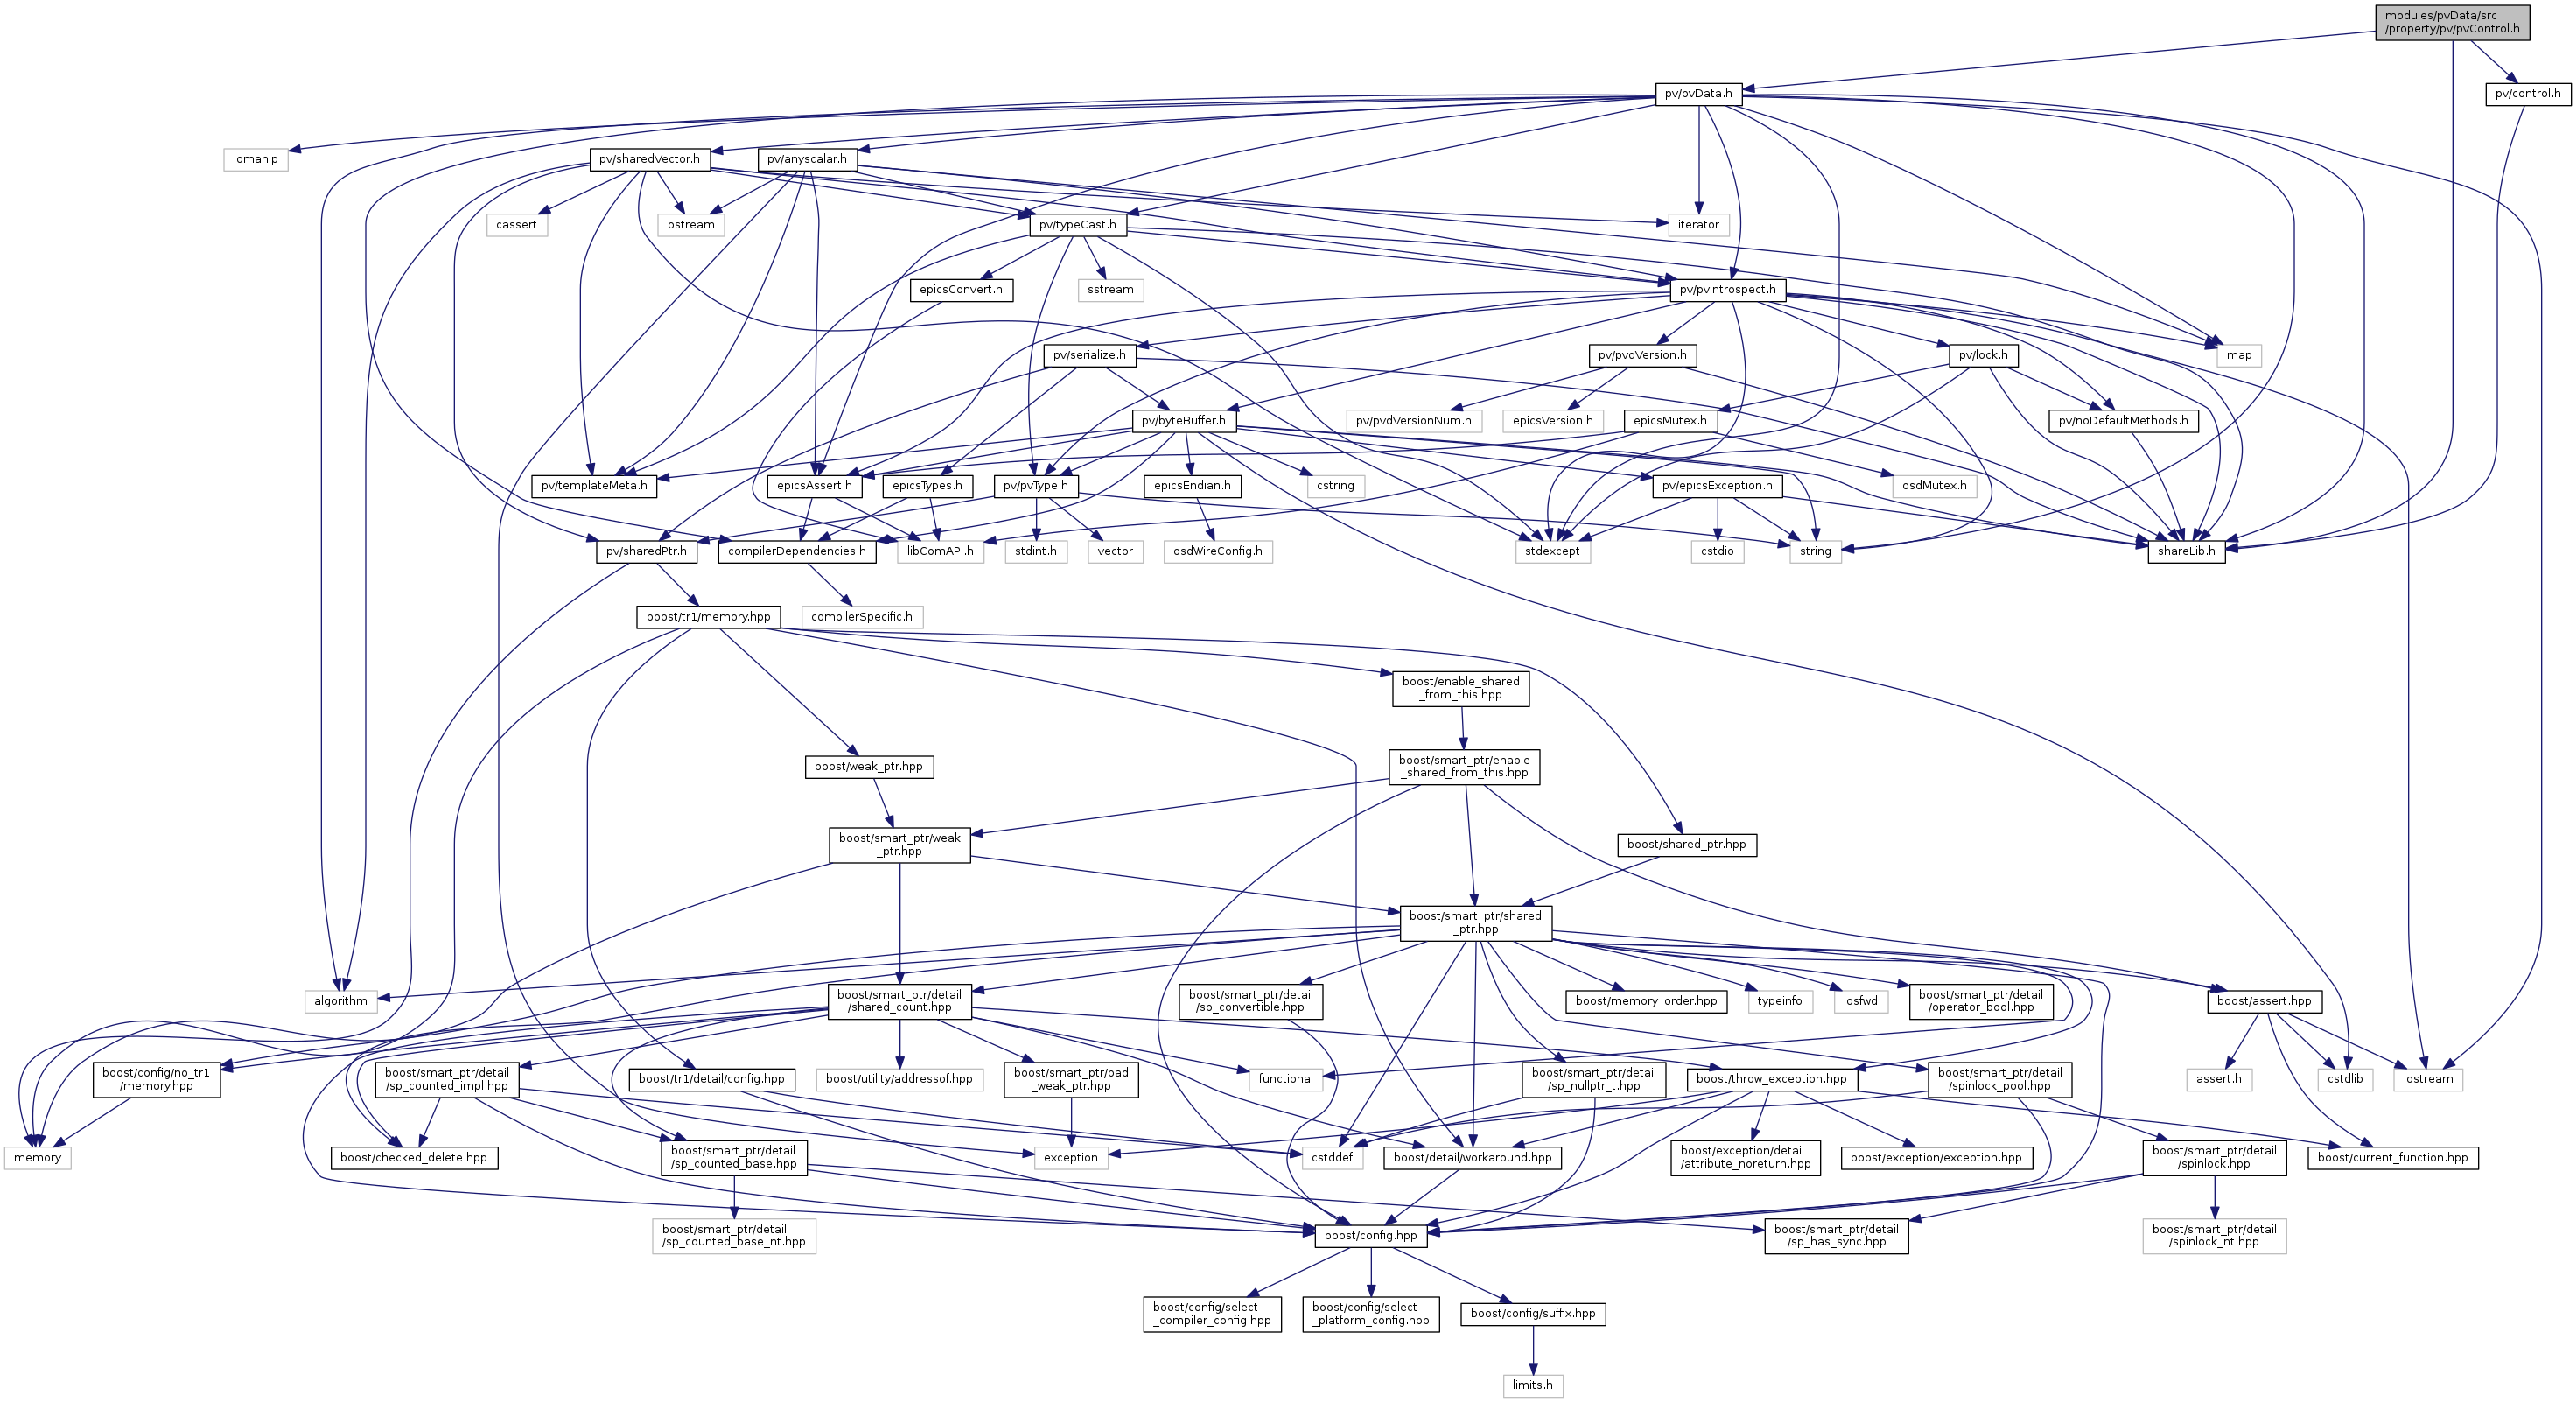 modules/pvData/src
/property/pv/pvControl.h
pv/pvData.h
pv/control.h
iomanip
pv/sharedVector.h
pv/anyscalar.h
cassert
ostream
pv/typeCast.h
iterator
epicsConvert.h
sstream
pv/pvIntrospect.h
pv/serialize.h
pv/pvdVersion.h
pv/lock.h
map
pv/byteBuffer.h
pv/pvdVersionNum.h
epicsVersion.h
epicsMutex.h
pv/noDefaultMethods.h
pv/templateMeta.h
epicsAssert.h
epicsTypes.h
pv/pvType.h
epicsEndian.h
cstring
pv/epicsException.h
osdMutex.h
pv/sharedPtr.h
compilerDependencies.h
libComAPI.h
stdint.h
vector
osdWireConfig.h
stdexcept
cstdio
string
shareLib.h
boost/tr1/memory.hpp
compilerSpecific.h
boost/enable_shared
_from_this.hpp
boost/weak_ptr.hpp
boost/smart_ptr/enable
_shared_from_this.hpp
boost/smart_ptr/weak
_ptr.hpp
boost/shared_ptr.hpp
boost/smart_ptr/shared
_ptr.hpp
algorithm
boost/smart_ptr/detail
/shared_count.hpp
boost/smart_ptr/detail
/sp_convertible.hpp
boost/memory_order.hpp
typeinfo
iosfwd
boost/smart_ptr/detail
/operator_bool.hpp
boost/assert.hpp
boost/config/no_tr1
/memory.hpp
boost/smart_ptr/detail
/sp_counted_impl.hpp
boost/tr1/detail/config.hpp
boost/utility/addressof.hpp
boost/smart_ptr/bad
_weak_ptr.hpp
functional
boost/smart_ptr/detail
/sp_nullptr_t.hpp
boost/throw_exception.hpp
boost/smart_ptr/detail
/spinlock_pool.hpp
assert.h
cstdlib
iostream
memory
boost/checked_delete.hpp
boost/smart_ptr/detail
/sp_counted_base.hpp
exception
cstddef
boost/detail/workaround.hpp
boost/exception/detail
/attribute_noreturn.hpp
boost/exception/exception.hpp
boost/smart_ptr/detail
/spinlock.hpp
boost/current_function.hpp
boost/smart_ptr/detail
/sp_counted_base_nt.hpp
boost/config.hpp
boost/smart_ptr/detail
/sp_has_sync.hpp
boost/smart_ptr/detail
/spinlock_nt.hpp
boost/config/select
_compiler_config.hpp
boost/config/select
_platform_config.hpp
boost/config/suffix.hpp
limits.h